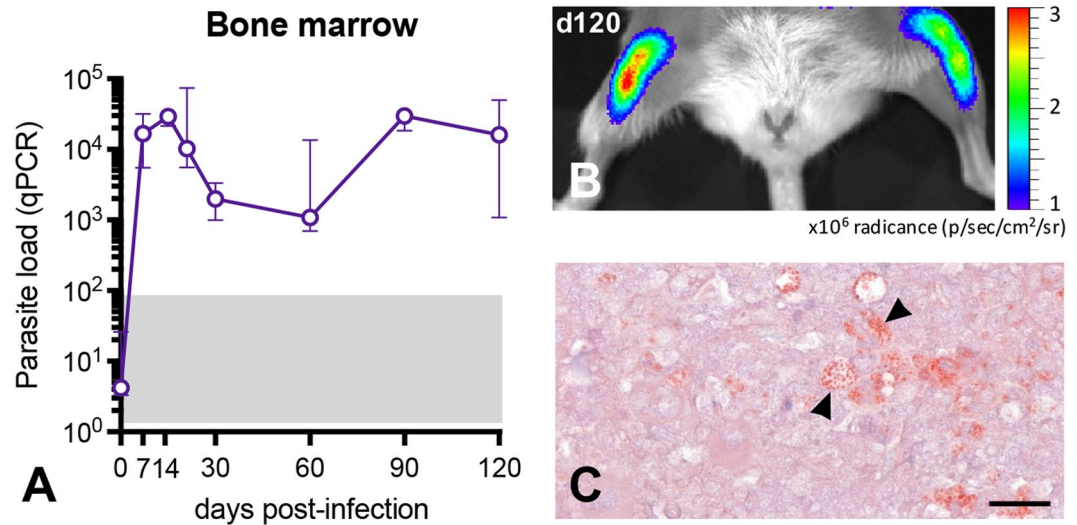 Bone marrow
Parasite load (qPCR)
10⁵
10⁴
10³
10²
10¹
10⁰
0 7 14 30 60 90 120
days post-infection
A
d120
B
3
2
1
x10⁶ radicance (p/sec/cm²/sr)
C